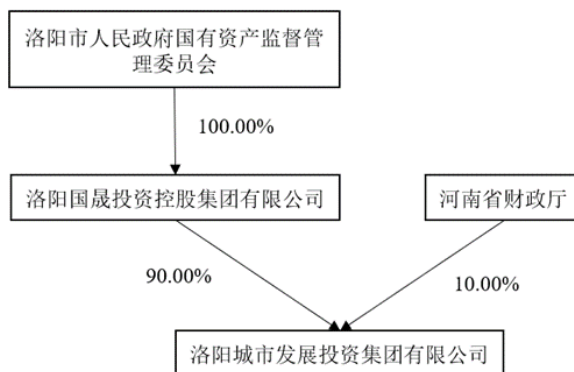 洛阳市人民政府国有资产监督管
理委员会
100.00%
洛阳国晟投资控股集团有限公司
河南省财政厅
90.00%
10.00%
洛阳城市发展投资集团有限公司